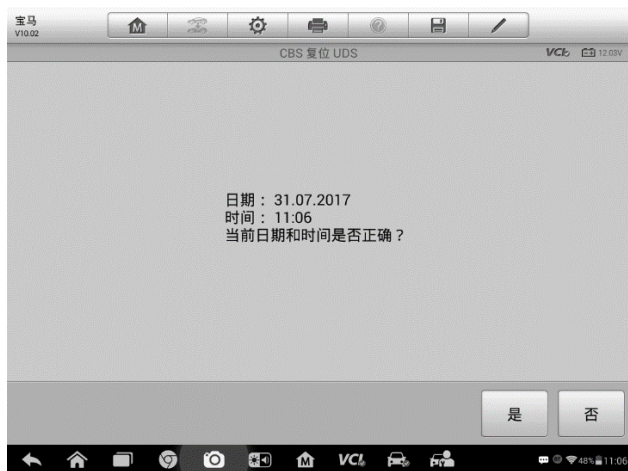 宝马
V10.02
CBS 复位 UDS
VCI
12.03V
日期： 31.07.2017
时间： 11:06
当前日期和时间是否正确？
是
否
VCI
48%
11:06